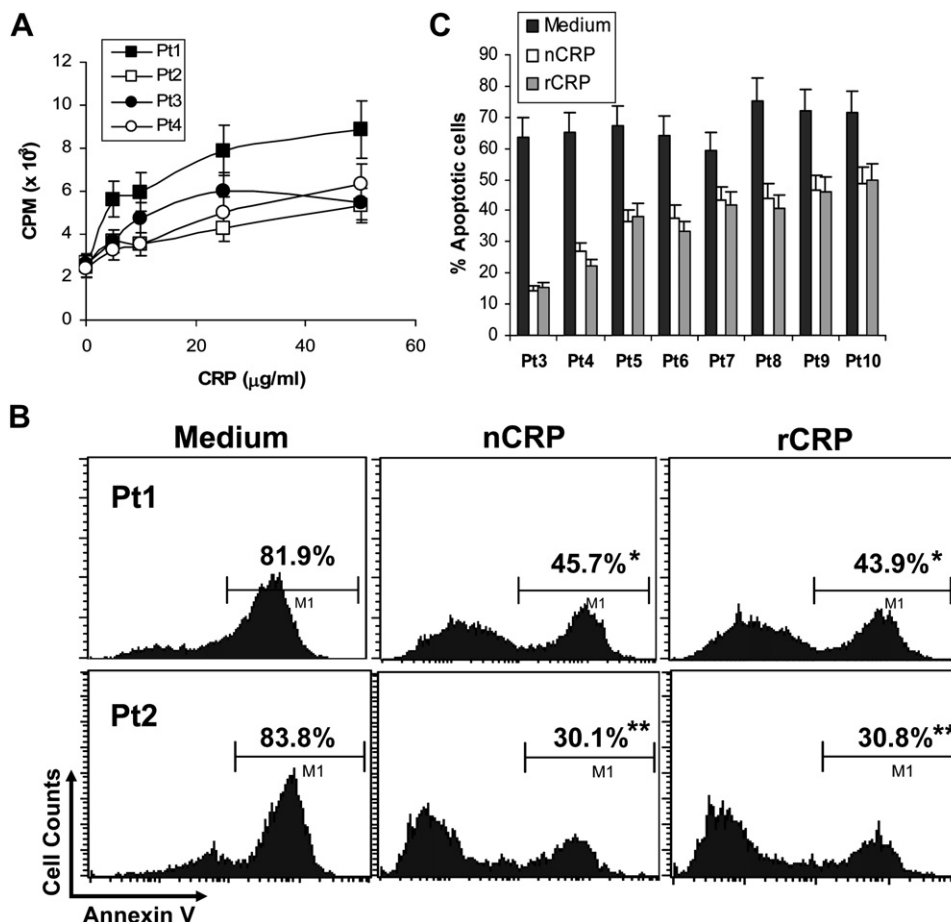 A
Pt1
Pt2
Pt3
Pt4
12
10
8
6
4
2
0
CPM (x 10³)
0 20 40 60
CRP (µg/ml)
C
Medium
nCRP
rCRP
90
80
70
60
50
40
30
20
10
0
% Apoptotic cells
Pt3 Pt4 Pt5 Pt6 Pt7 Pt8 Pt9 Pt10
B
Medium nCRP rCRP
Pt1
81.9% 45.7%* 43.9%*
M1 M1 M1
Pt2
83.8% 30.1%** 30.8%**
M1 M1 M1
Cell Counts
Annexin V